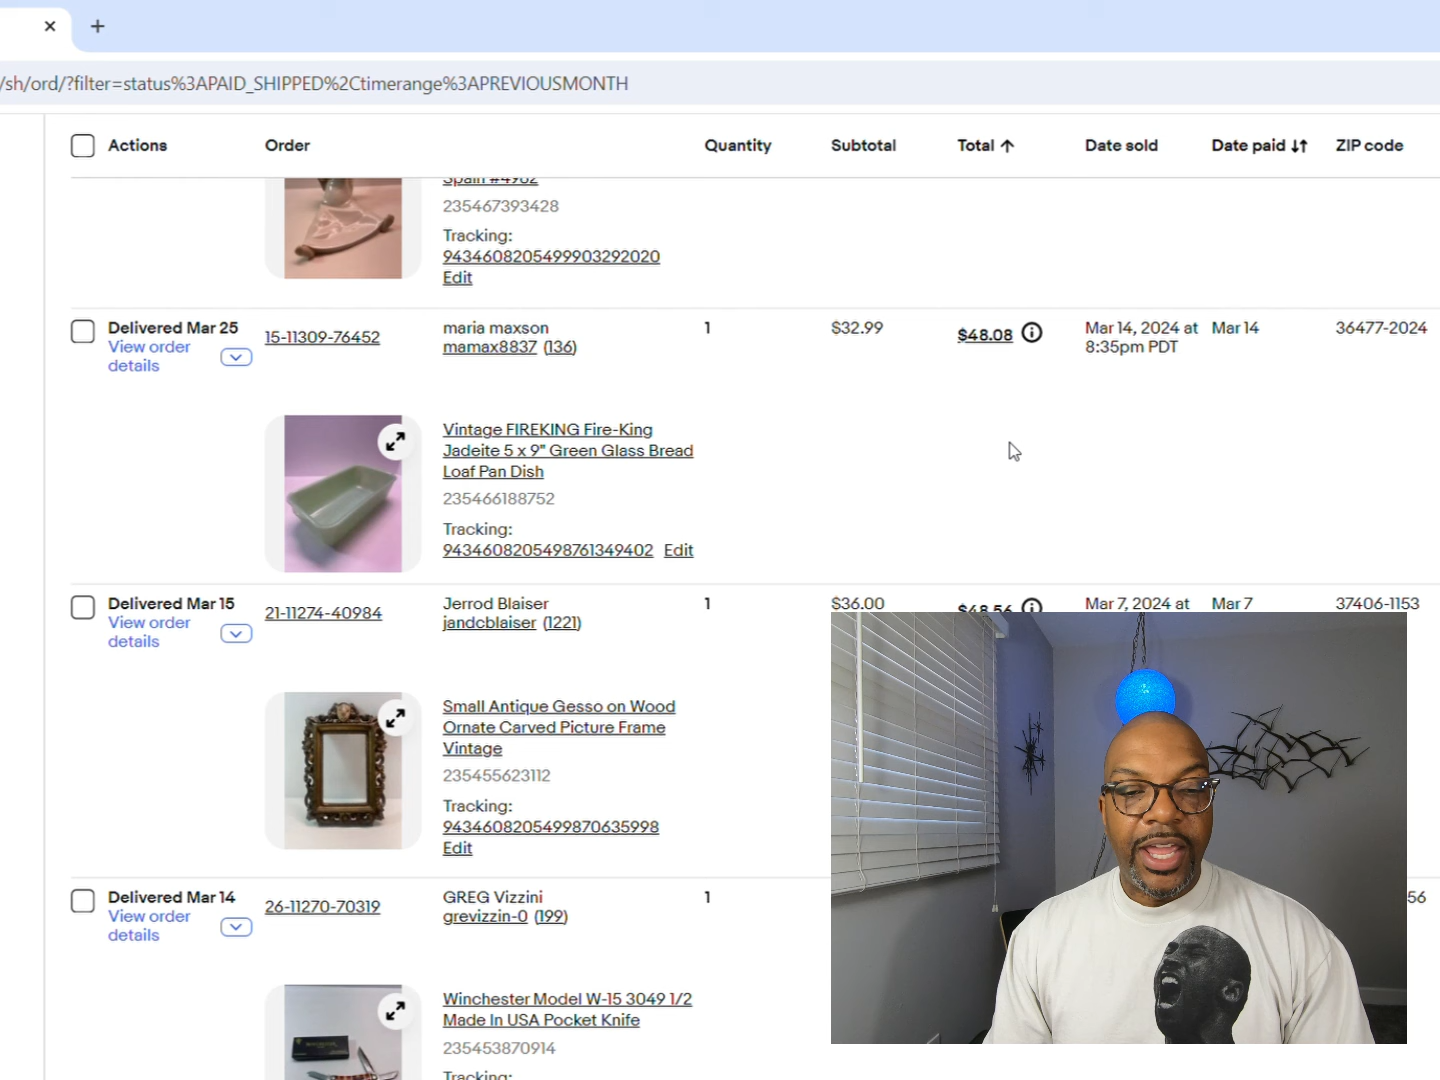 /sh/ord/?filter=status%3APAID_SHIPPED%2Ctimerange%3APREVIOUSMONTH
Actions Order Quantity Subtotal Total Date sold Date paid ZIP code
Spain #4982
235467393428
Tracking:
9434608205499903292020
Edit
Delivered Mar 25
View order
details
15-11309-76452
maria maxson
mamax8837 (136)
1
$32.99
$48.08
Mar 14, 2024 at
8:35pm PDT
Mar 14
36477-2024
Vintage FIREKING Fire-King
Jadeite 5 x 9" Green Glass Bread
Loaf Pan Dish
235466188752
Tracking:
9434608205498761349402 Edit
Delivered Mar 15
View order
details
21-11274-40984
Jerrod Blaiser
jandcblaiser (1221)
1
$36.00
$48.56
Mar 7, 2024 at
Mar 7
37406-1153
Small Antique Gesso on Wood
Ornate Carved Picture Frame
Vintage
235455623112
Tracking:
9434608205499870635998
Edit
Delivered Mar 14
View order
details
26-11270-70319
GREG Vizzini
grevizzin-0 (199)
1
56
Winchester Model W-15 3049 1/2
Made In USA Pocket Knife
235453870914
Tracking: